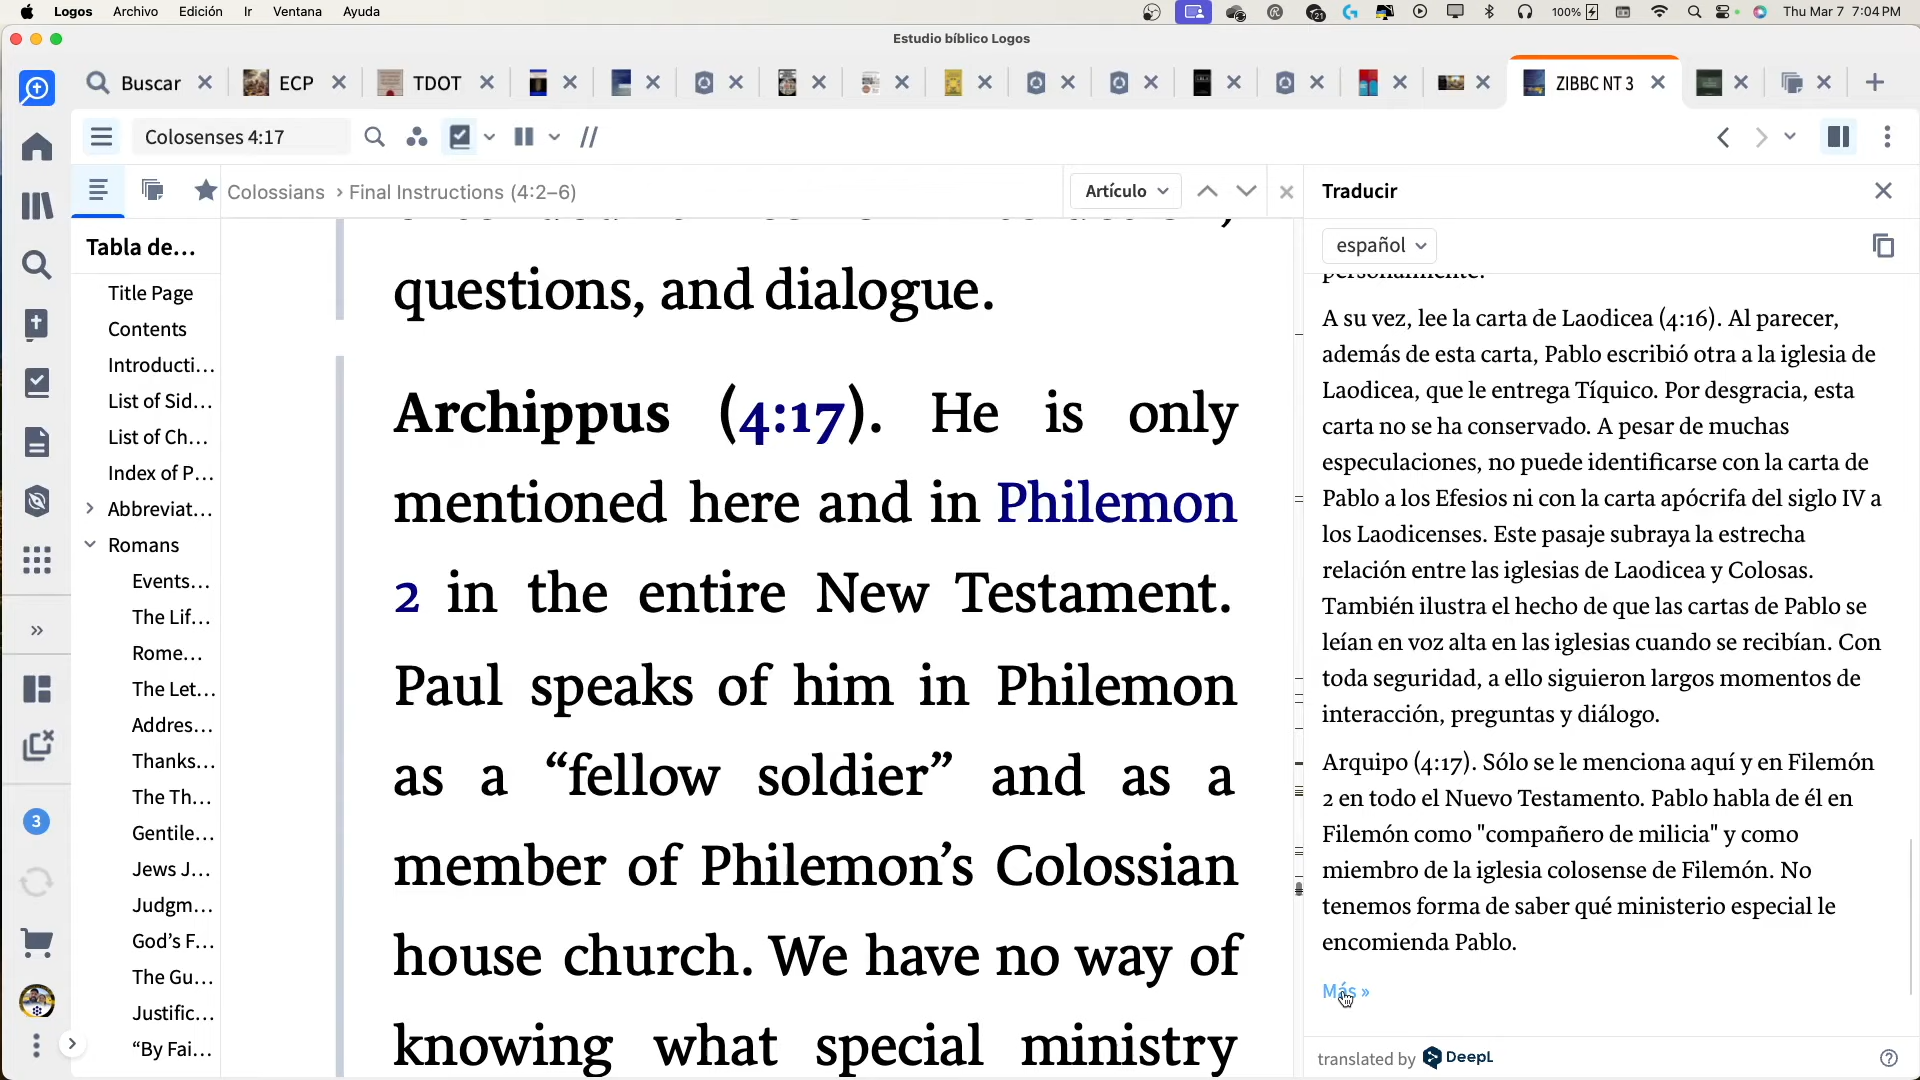 Logos Archivo Edición Ir Ventana Ayuda
21 100% Thu Mar 7 7:04 PM
Estudio bíblico Logos
Buscar ECP TDOT ZIBBC NT 3
Colosenses 4:17
Colossians › Final Instructions (4:2–6)
Artículo
Tabla de...
Title Page
Contents
Introducti...
List of Sid...
List of Ch...
Index of P...
Abbreviat...
Romans
Events...
The Lif...
Rome...
The Let...
Addres...
Thanks...
The Th...
Gentile...
Jews J...
Judgm...
God's F...
The Gu...
Justific...
“By Fai...
3
questions, and dialogue.
Archippus (4:17). He is only
mentioned here and in Philemon
2 in the entire New Testament.
Paul speaks of him in Philemon
as a “fellow soldier” and as a
member of Philemon’s Colossian
house church. We have no way of
knowing what special ministry
Traducir
español
personalmente.
A su vez, lee la carta de Laodicea (4:16). Al parecer,
además de esta carta, Pablo escribió otra a la iglesia de
Laodicea, que le entrega Tíquico. Por desgracia, esta
carta no se ha conservado. A pesar de muchas
especulaciones, no puede identificarse con la carta de
Pablo a los Efesios ni con la carta apócrifa del siglo IV a
los Laodicenses. Este pasaje subraya la estrecha
relación entre las iglesias de Laodicea y Colosas.
También ilustra el hecho de que las cartas de Pablo se
leían en voz alta en las iglesias cuando se recibían. Con
toda seguridad, a ello siguieron largos momentos de
interacción, preguntas y diálogo.
Arquipo (4:17). Sólo se le menciona aquí y en Filemón
2 en todo el Nuevo Testamento. Pablo habla de él en
Filemón como "compañero de milicia" y como
miembro de la iglesia colosense de Filemón. No
tenemos forma de saber qué ministerio especial le
encomienda Pablo.
Más »
translated by DeepL